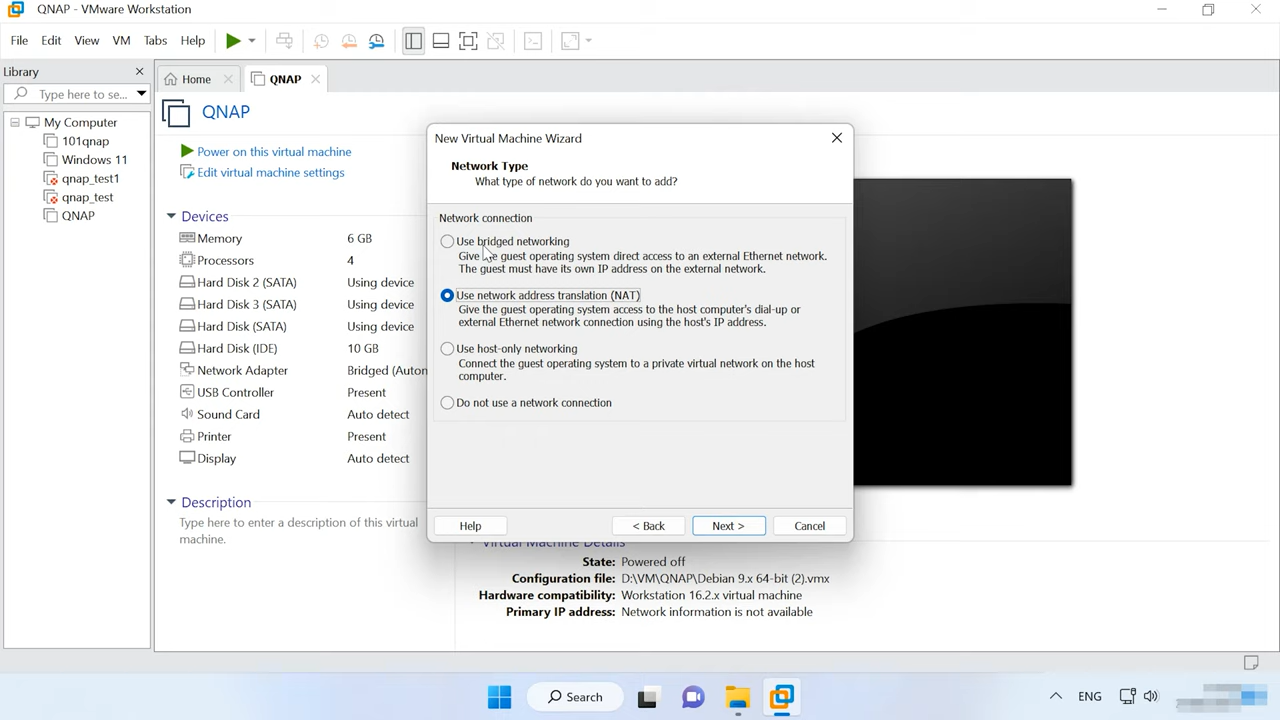 QNAP - VMware Workstation
File Edit View VM Tabs Help
Library
Type here to se...
My Computer
101qnap
Windows 11
qnap_test1
qnap_test
QNAP
Home
QNAP
QNAP
Power on this virtual machine
Edit virtual machine settings
Devices
Memory 6 GB
Processors 4
Hard Disk 2 (SATA) Using device
Hard Disk 3 (SATA) Using device
Hard Disk (SATA) Using device
Hard Disk (IDE) 10 GB
Network Adapter Bridged (Auton
USB Controller Present
Sound Card Auto detect
Printer Present
Display Auto detect
Description
Type here to enter a description of this virtual
machine.
New Virtual Machine Wizard
Network Type
What type of network do you want to add?
Network connection
Use bridged networking
Give the guest operating system direct access to an external Ethernet network.
The guest must have its own IP address on the external network.
Use network address translation (NAT)
Give the guest operating system access to the host computer's dial-up or
external Ethernet network connection using the host's IP address.
Use host-only networking
Connect the guest operating system to a private virtual network on the host
computer.
Do not use a network connection
Help
< Back
Next >
Cancel
Virtual Machine Details
State: Powered off
Configuration file: D:\VM\QNAP\Debian 9.x 64-bit (2).vmx
Hardware compatibility: Workstation 16.2.x virtual machine
Primary IP address: Network information is not available
Search
ENG